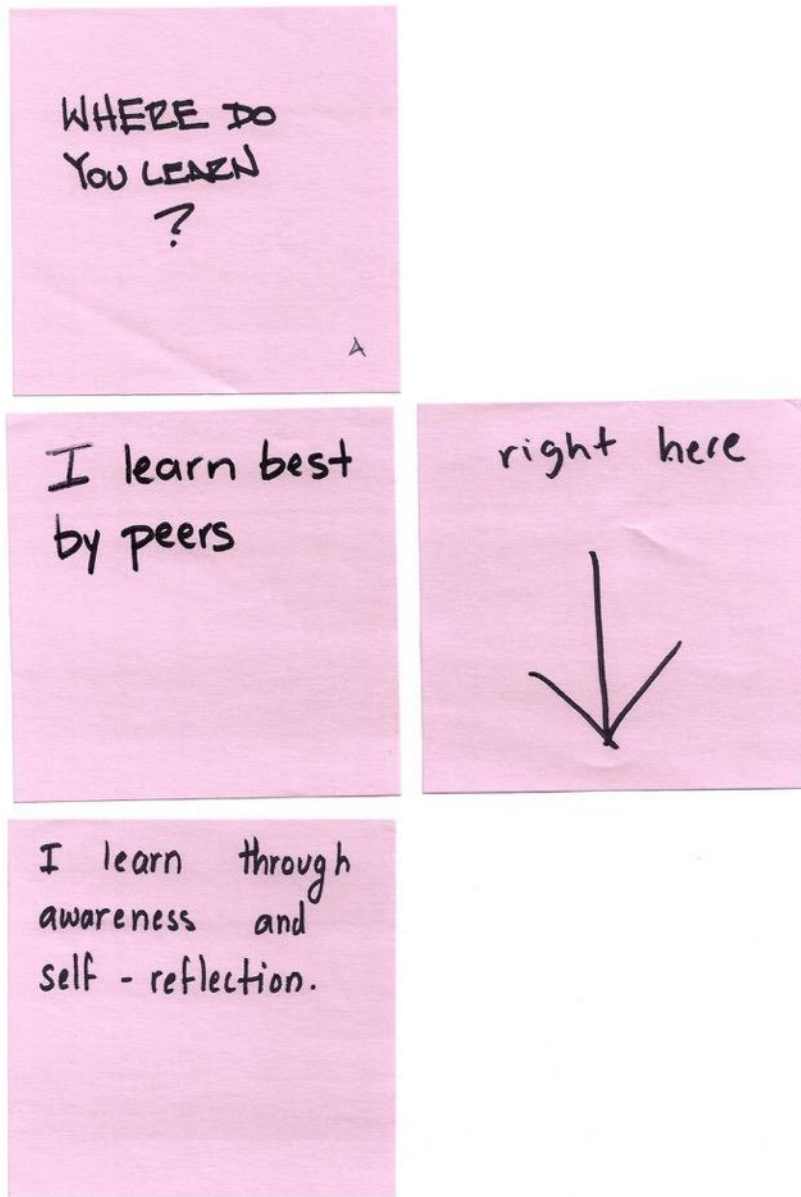 WHERE DO
YOU LEARN
?
A
I learn best
by peers
right here
I learn through
awareness and
self - reflection.